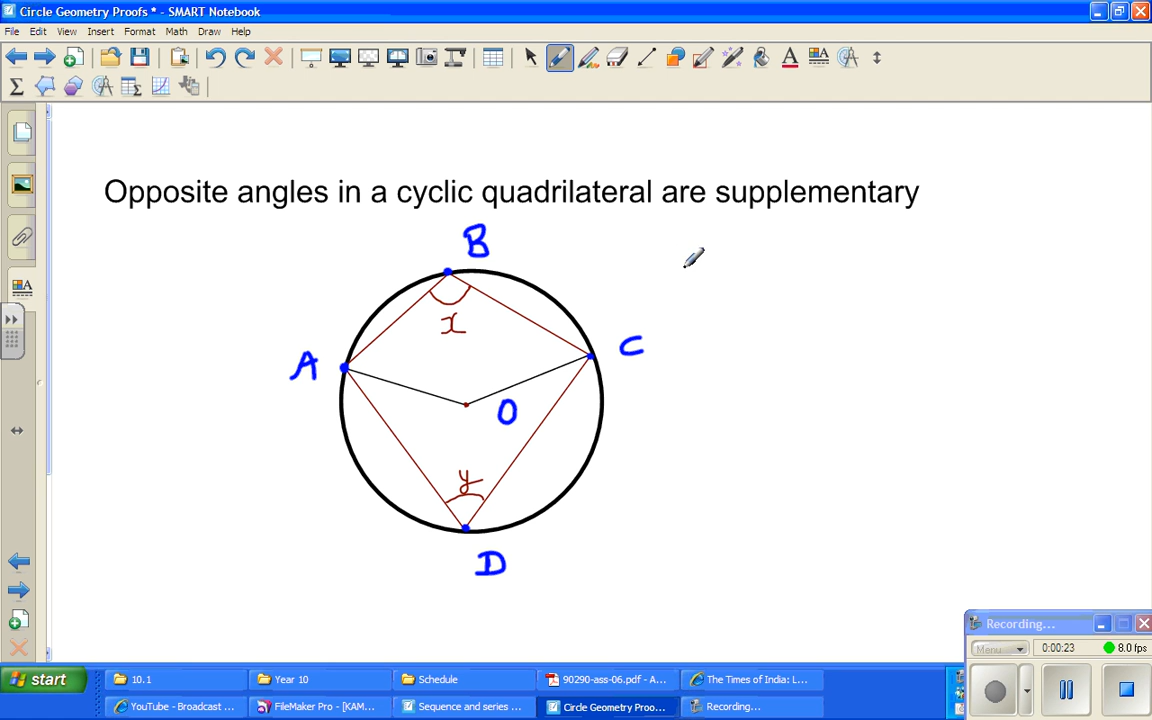 Circle Geometry Proofs * - SMART Notebook
File Edit View Insert Format Math Draw Help
Opposite angles in a cyclic quadrilateral are supplementary
B
x
A
C
O
y
D
Recording...
Menu 0:00:23 8.0 fps
start 10.1 Year 10 Schedule 90290-ass-06.pdf - A... The Times of India: L...
YouTube - Broadcast ... FileMaker Pro - [KAM... Sequence and series ... Circle Geometry Proo... Recording...